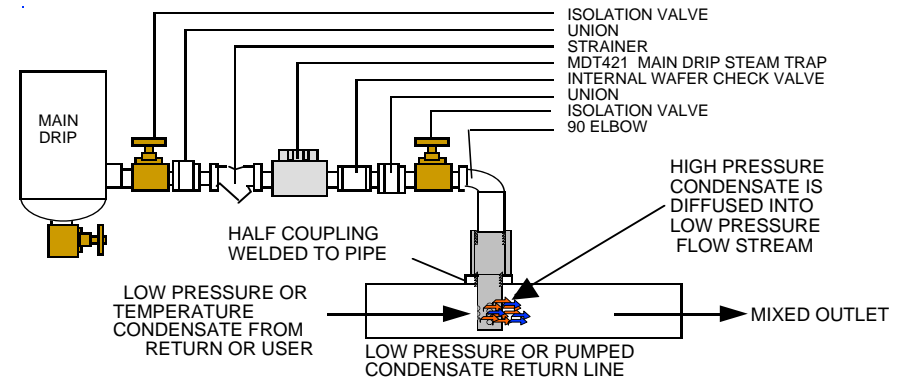 ISOLATION VALVE
UNION
STRAINER
MDT421 MAIN DRIP STEAM TRAP
INTERNAL WAFER CHECK VALVE
UNION
ISOLATION VALVE
90 ELBOW
MAIN
DRIP
HIGH PRESSURE
CONDENSATE IS
DIFFUSED INTO
LOW PRESSURE
FLOW STREAM
HALF COUPLING
WELDED TO PIPE
LOW PRESSURE OR
TEMPERATURE
CONDENSATE FROM
RETURN OR USER
MIXED OUTLET
LOW PRESSURE OR PUMPED
CONDENSATE RETURN LINE